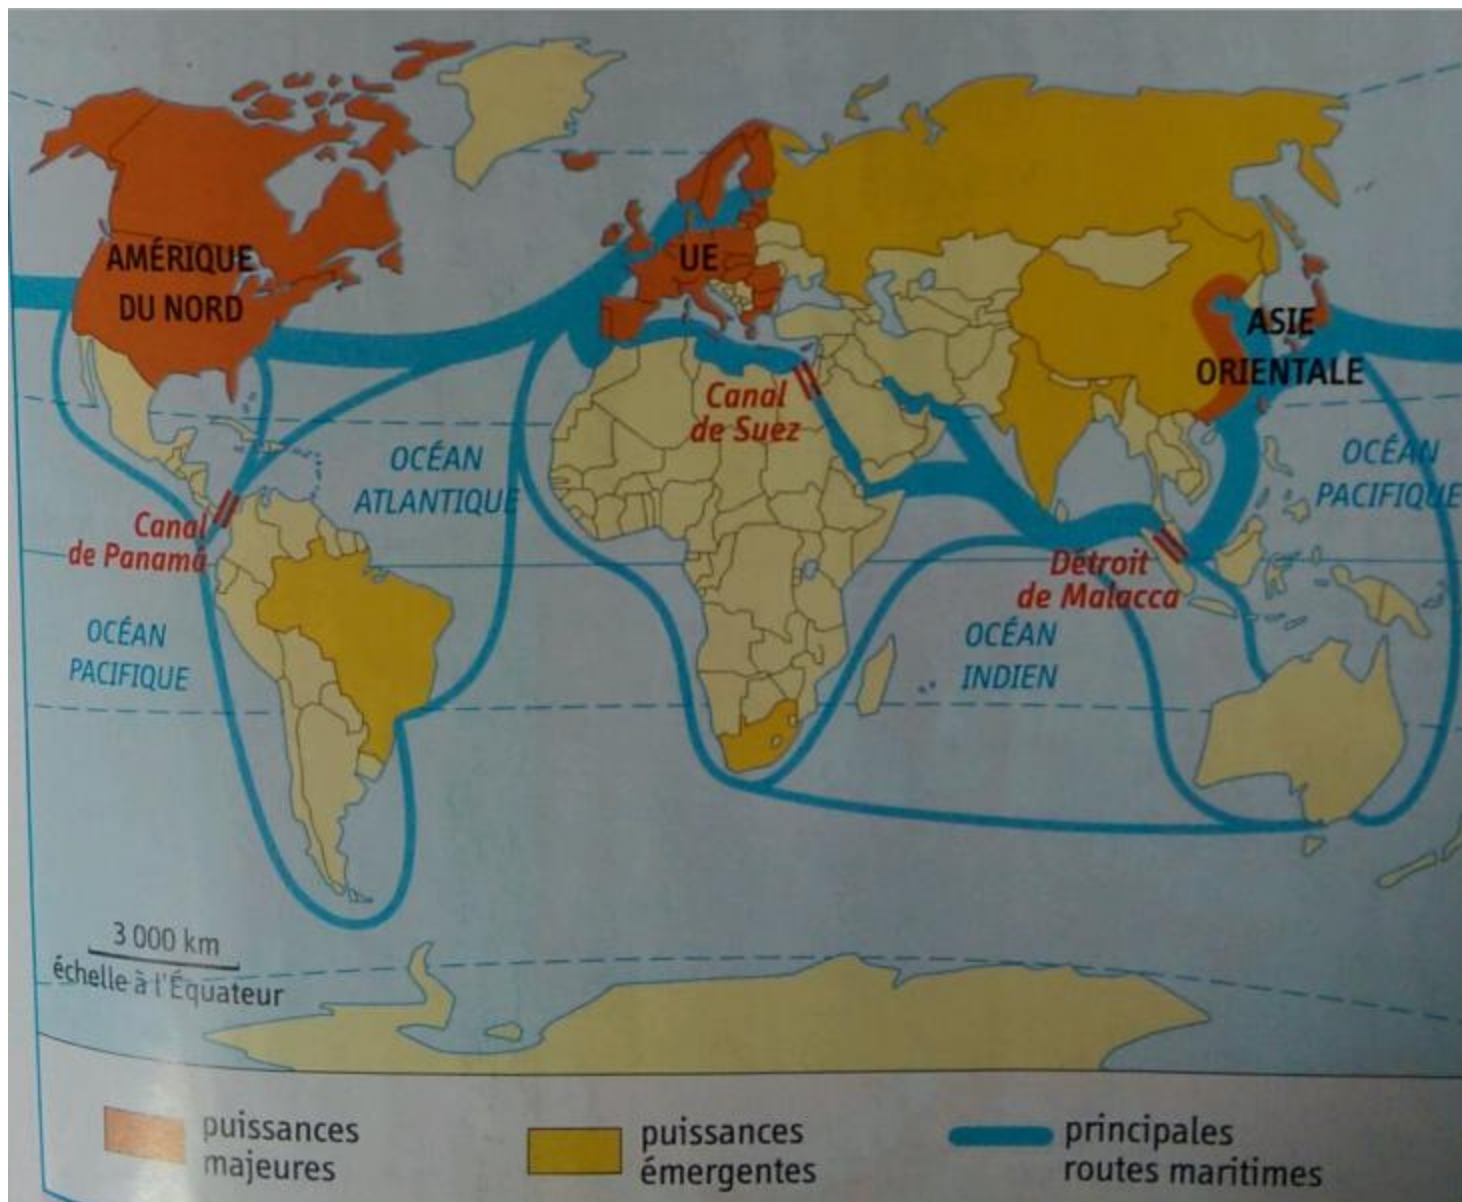 AMÉRIQUE
DU NORD
UE
ASIE
ORIENTALE
Canal
de Suez
OCÉAN
ATLANTIQUE
OCÉAN
PACIFIQUE
Canal
de Panamá
Détroit
de Malacca
OCÉAN
PACIFIQUE
OCÉAN
INDIEN
3 000 km
échelle à l'Équateur
puissances
majeures
puissances
émergentes
principales
routes maritimes